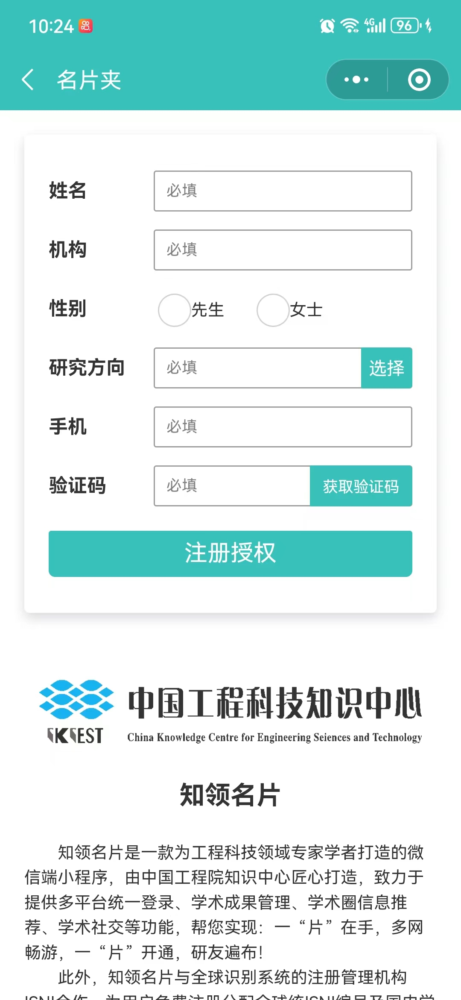 10:24
4G
96
名片夹
姓名
必填
机构
必填
性别
先生
女士
研究方向
必填
选择
手机
必填
验证码
必填
获取验证码
注册授权
中国工程科技知识中心
IKCEST
China Knowledge Centre for Engineering Seiences and Technology
知领名片
知领名片是一款为工程科技领域专家学者打造的微
信端小程序，由中国工程院知识中心匠心打造，致力于
提供多平台统一登录、学术成果管理、学术圈信息推
荐、学术社交等功能，帮您实现：一“片”在手，多网
畅游，一“片”开通，研友遍布！
此外，知领名片与全球识别系统的注册管理机构